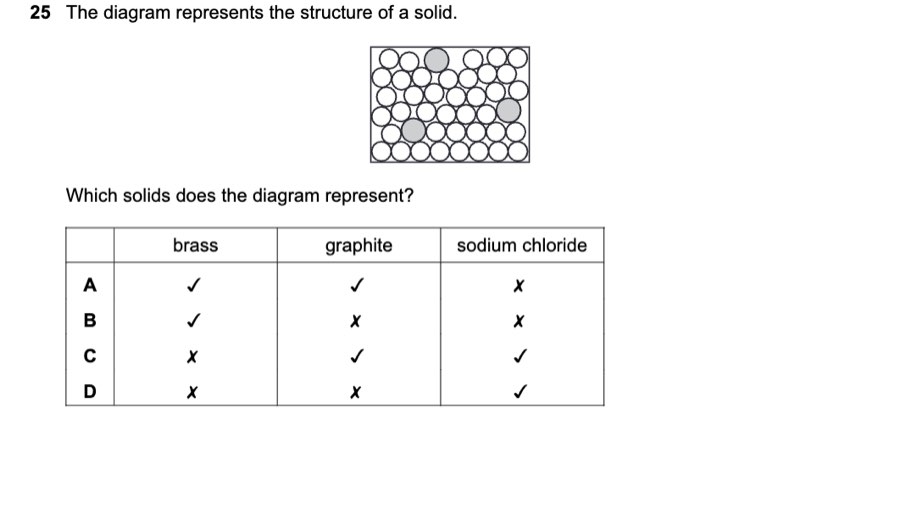 25 The diagram represents the structure of a solid.
Which solids does the diagram represent?
brass graphite sodium chloride
A ✓ ✓ ✗
B ✓ ✗ ✗
C ✗ ✓ ✓
D ✗ ✗ ✓